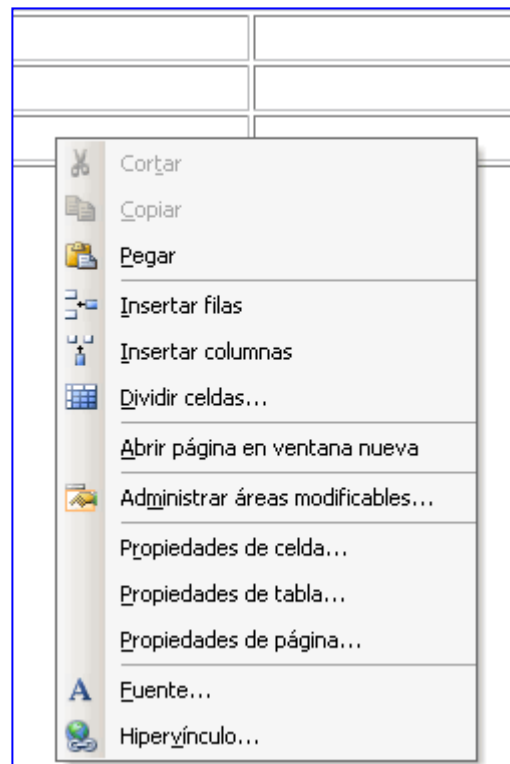 Cortar
Copiar
Pegar
Insertar filas
Insertar columnas
Dividir celdas...
Abrir página en ventana nueva
Administrar áreas modificables...
Propiedades de celda...
Propiedades de tabla...
Propiedades de página...
Fuente...
Hipervínculo...